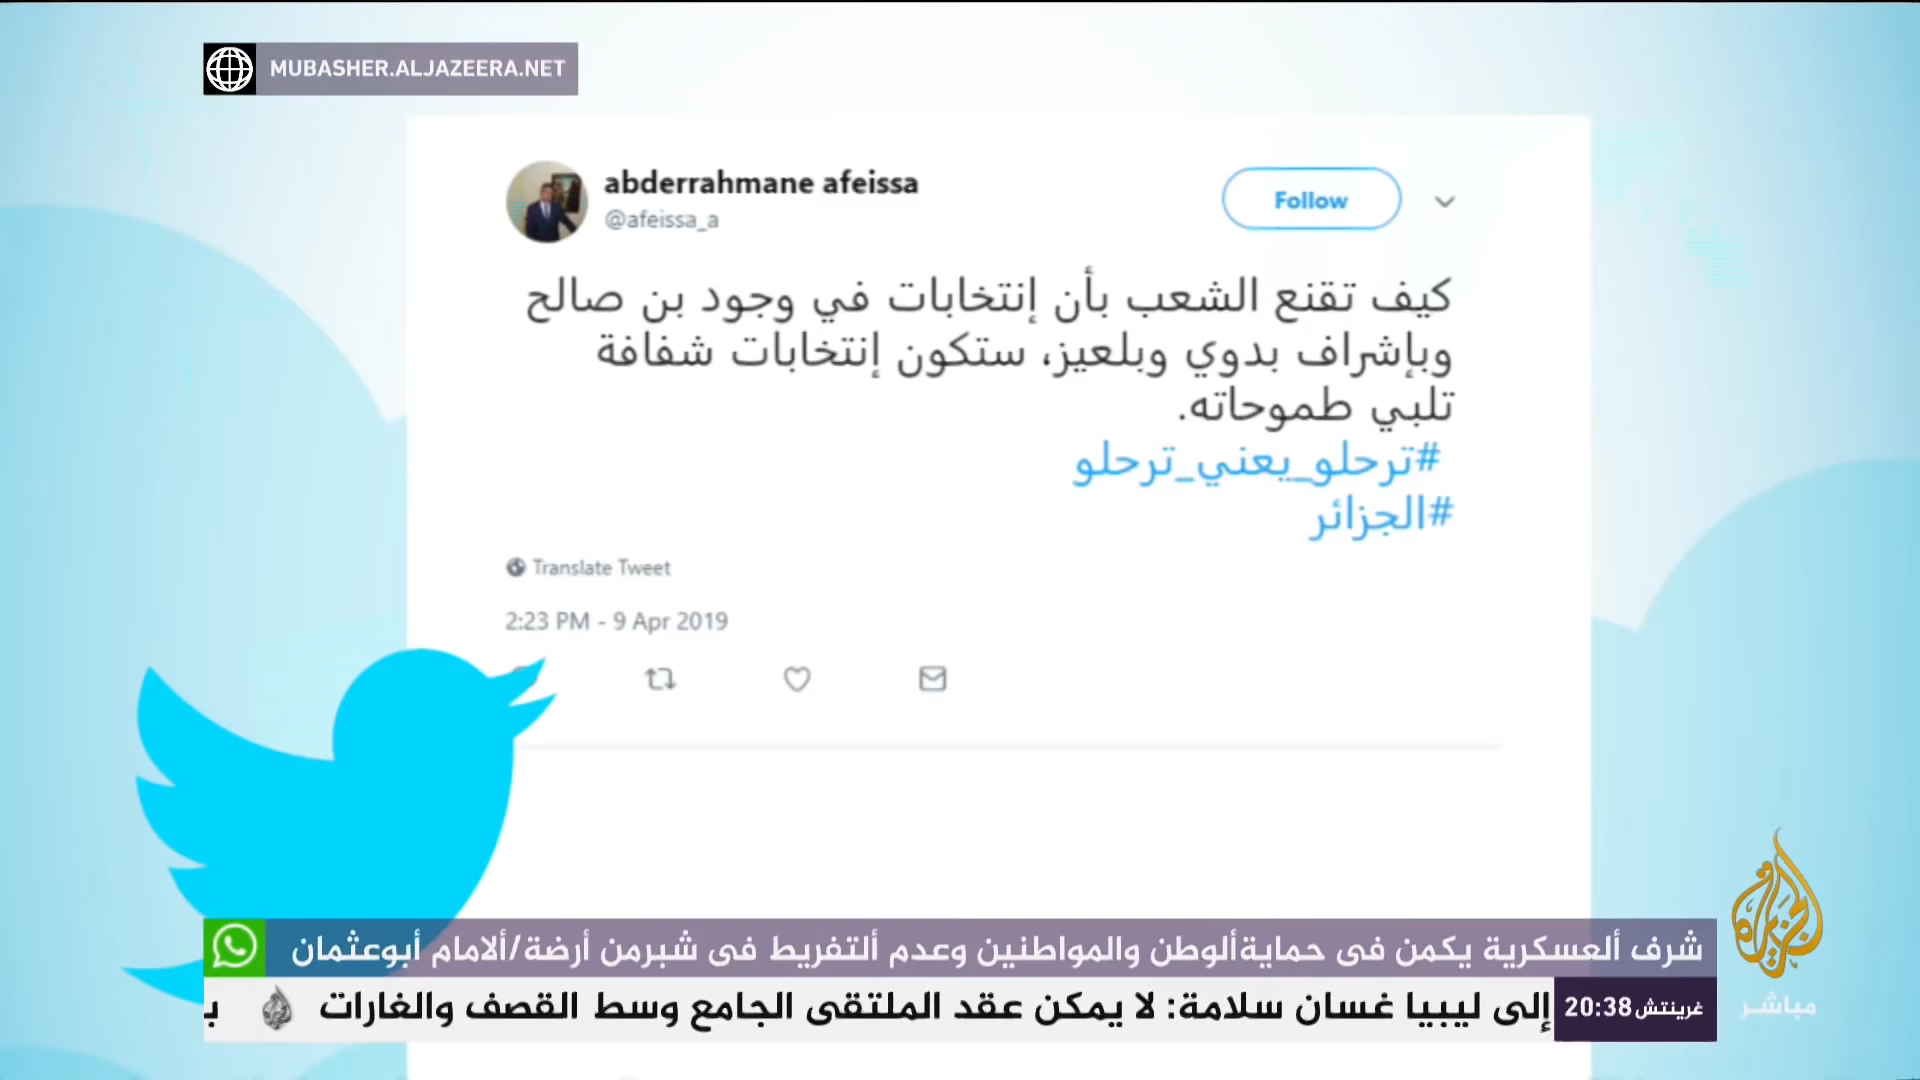 MUBASHER.ALJAZEERA.NET
abderrahmane afeissa
@afeissa_a
Follow
كيف تقنع الشعب بأن إنتخابات في وجود بن صالح
وبإشراف بدوي وبلعيز، ستكون إنتخابات شفافة
تلبي طموحاته.
#ترحلو_يعني_ترحلو
#الجزائر
Translate Tweet
2:23 PM - 9 Apr 2019
شرف ألعسكرية يكمن فى حمايةألوطن والمواطنين وعدم ألتفريط فى شبرمن أرضة/ألامام أبوعثمان
غرينتش 20:38
إلى ليبيا غسان سلامة: لا يمكن عقد الملتقى الجامع وسط القصف والغارات
الجزيرة
مباشر